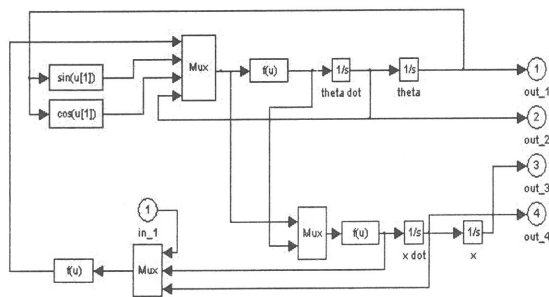 sin(u[1])
cos(u[1])
Mux
f(u)
1/s
theta dot
1/s
theta
1
out_1
2
out_2
3
out_3
4
out_4
1
in_1
Mux
f(u)
1/s
x dot
1/s
x
f(u)
Mux